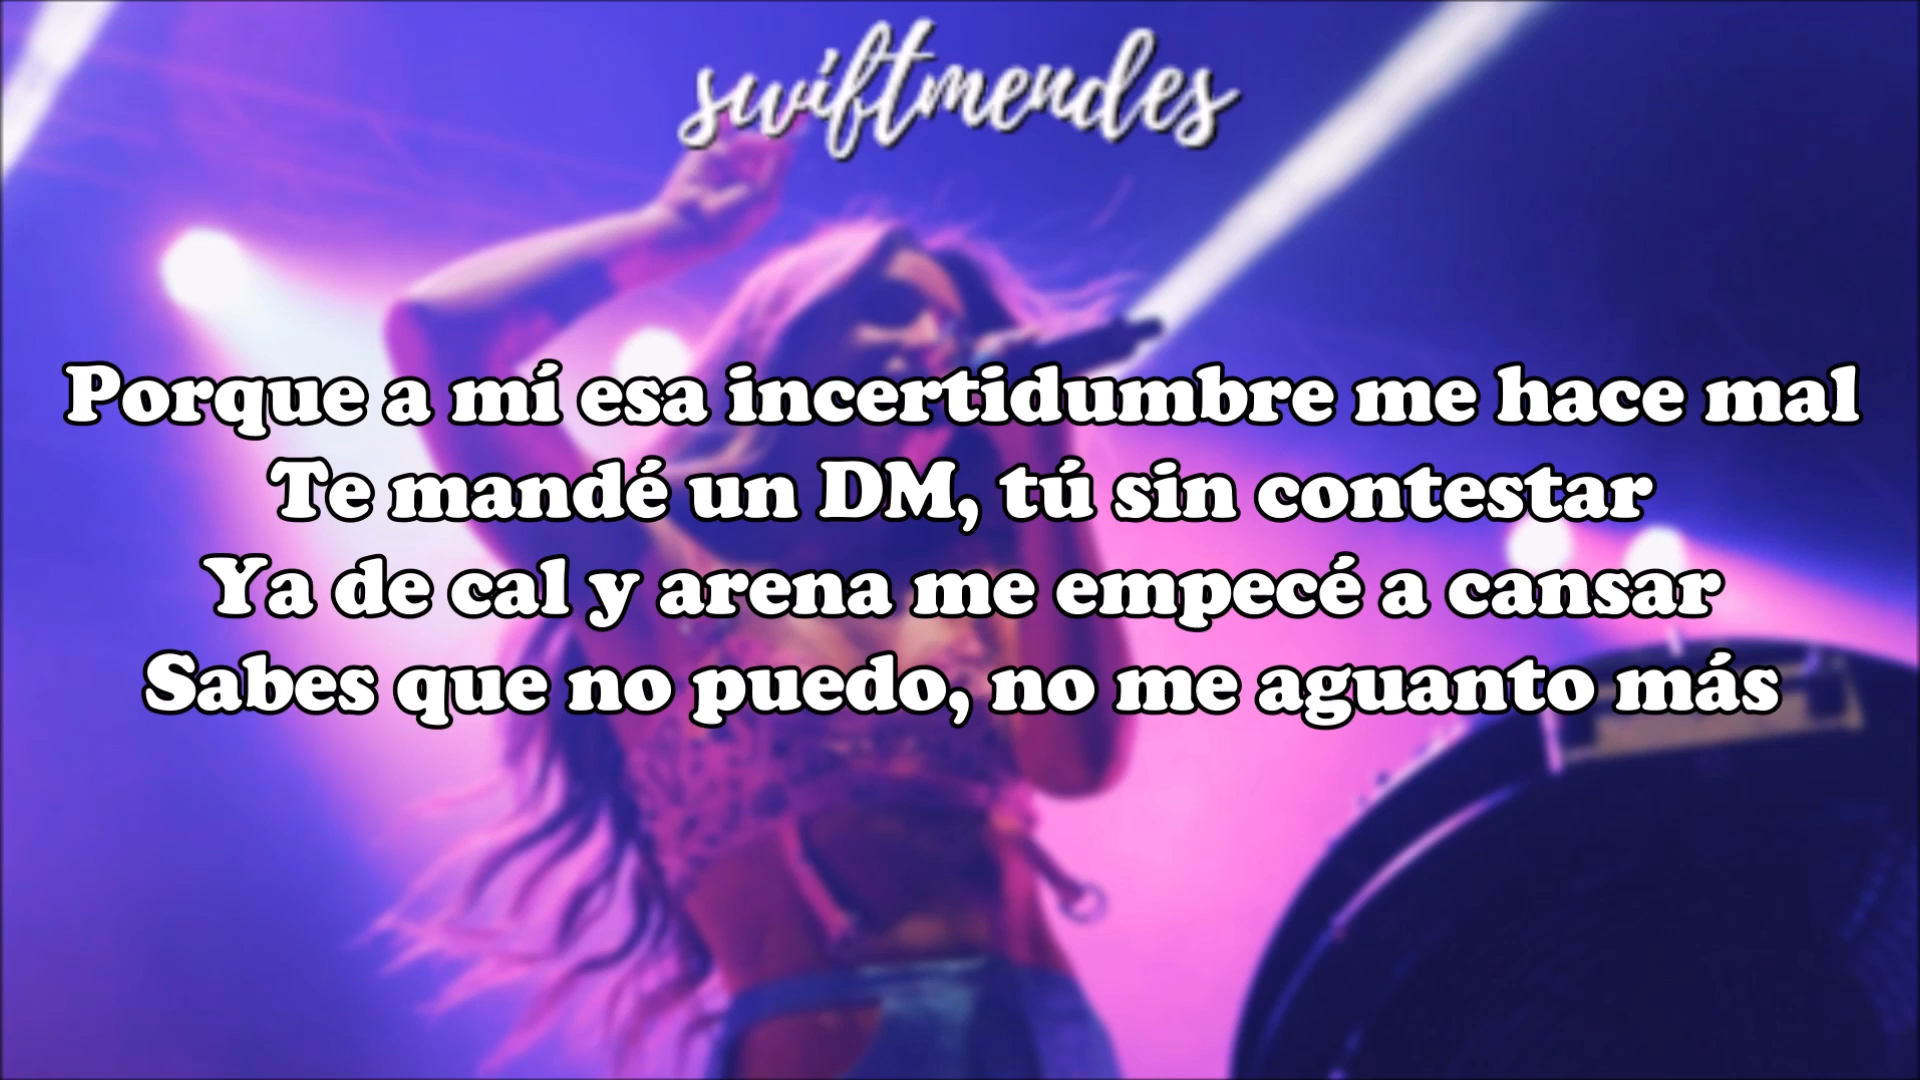 swiftmendes
Porque a mí esa incertidumbre me hace mal
Te mandé un DM, tú sin contestar
Ya de cal y arena me empecé a cansar
Sabes que no puedo, no me aguanto más